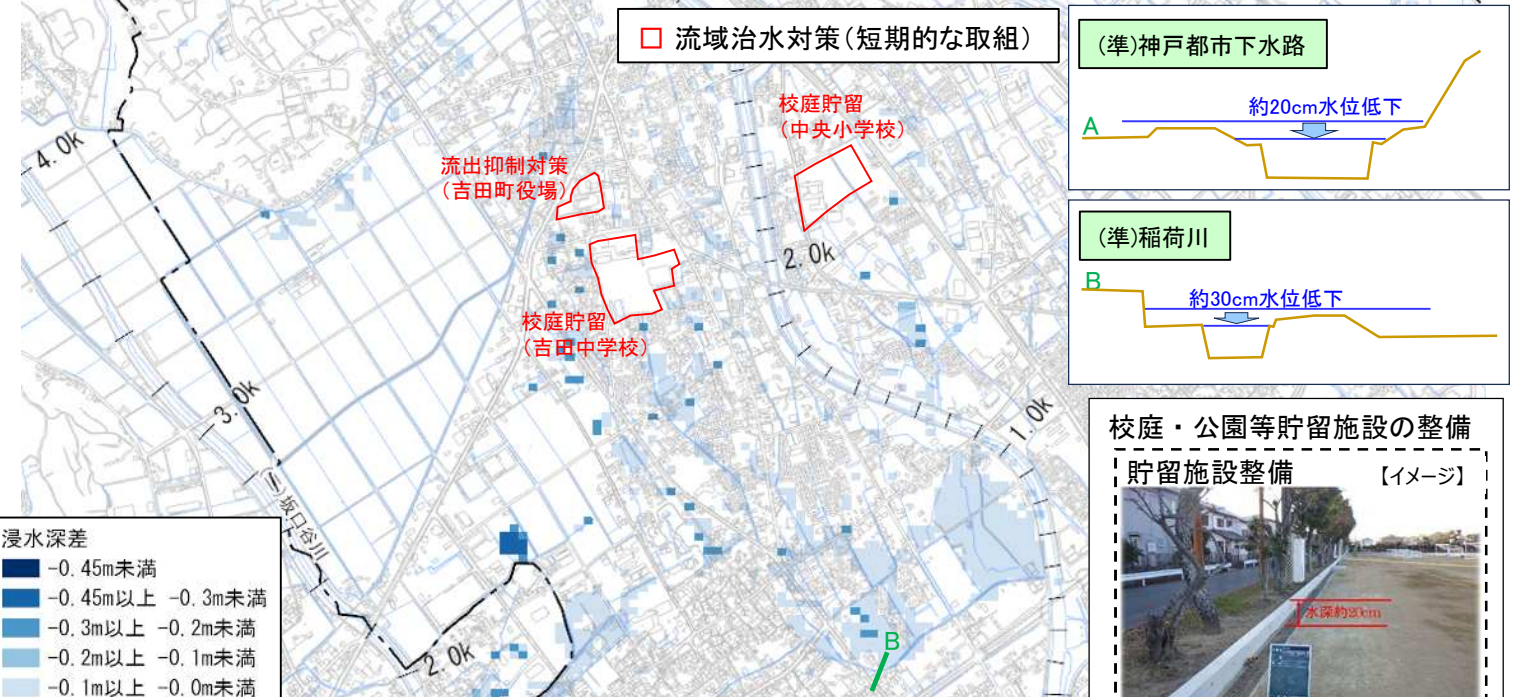 □ 流域治水対策(短期的な取組)
校庭貯留
(中央小学校)
流出抑制対策
(吉田町役場)
校庭貯留
(吉田中学校)
4.0k
3.0k
2.0k
2.0k
1.0k
(二)坂口谷川
B
浸水深差
-0.45m未満
-0.45m以上 -0.3m未満
-0.3m以上 -0.2m未満
-0.2m以上 -0.1m未満
-0.1m以上 -0.0m未満
(準)神戸都市下水路
約20cm水位低下
A
(準)稲荷川
B
約30cm水位低下
校庭・公園等貯留施設の整備
貯留施設整備 【イメージ】
水深約20cm